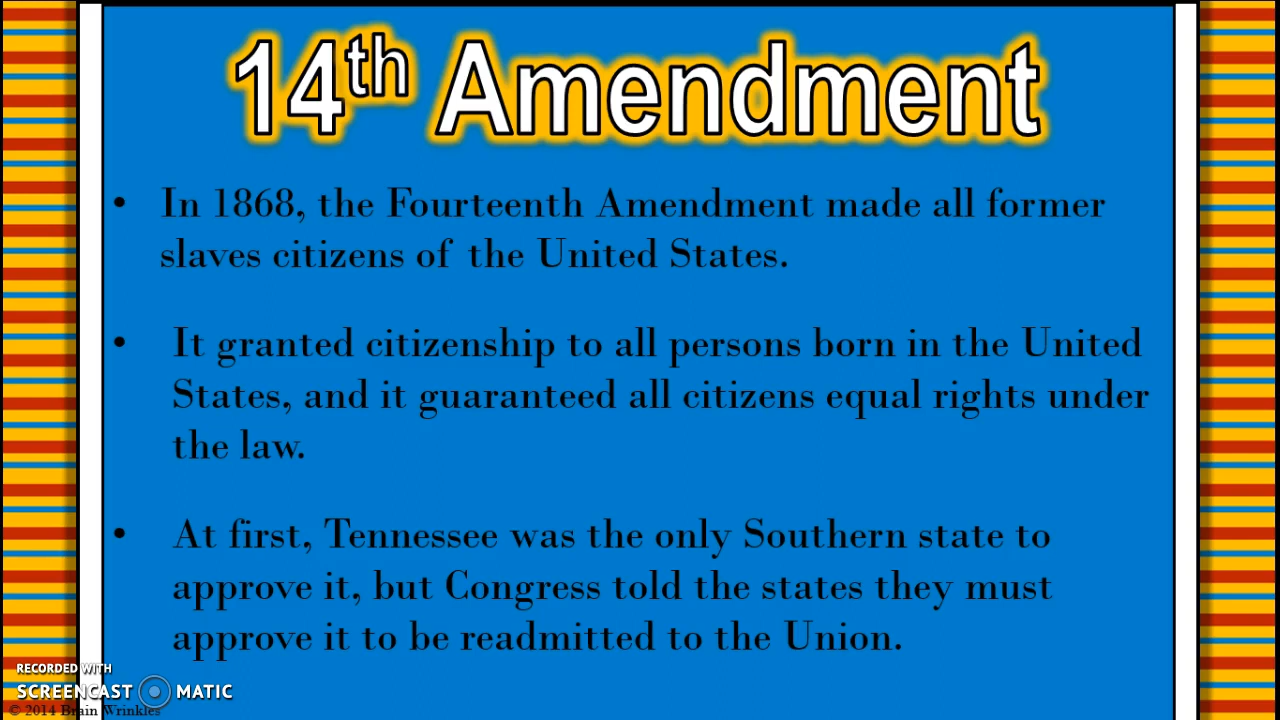 14th Amendment
• In 1868, the Fourteenth Amendment made all former
slaves citizens of the United States.
• It granted citizenship to all persons born in the United
States, and it guaranteed all citizens equal rights under
the law.
• At first, Tennessee was the only Southern state to
approve it, but Congress told the states they must
approve it to be readmitted to the Union.
RECORDED WITH
SCREENCAST MATIC
© 2014 Brain Wrinkles